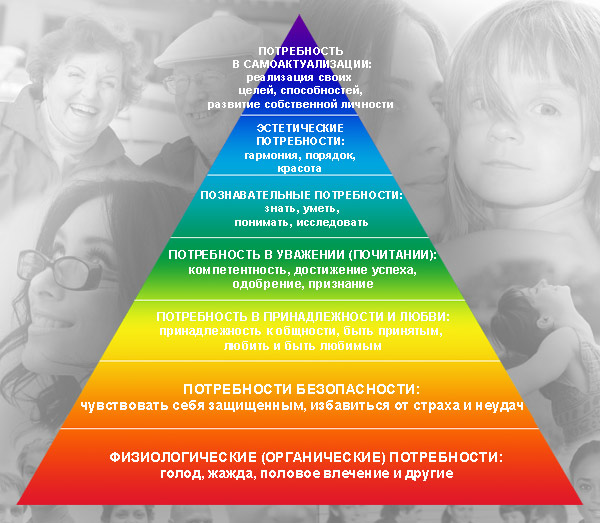 ПОТРЕБНОСТЬ
В САМОАКТУАЛИЗАЦИИ:
реализация своих
целей, способностей,
развитие собственной личности
ЭСТЕТИЧЕСКИЕ
ПОТРЕБНОСТИ:
гармония, порядок,
красота
ПОЗНАВАТЕЛЬНЫЕ ПОТРЕБНОСТИ:
знать, уметь,
понимать, исследовать
ПОТРЕБНОСТЬ В УВАЖЕНИИ (ПОЧИТАНИИ):
компетентность, достижение успеха,
одобрение, признание
ПОТРЕБНОСТЬ В ПРИНАДЛЕЖНОСТИ И ЛЮБВИ:
принадлежность к общности, быть принятым,
любить и быть любимым
ПОТРЕБНОСТИ БЕЗОПАСНОСТИ:
чувствовать себя защищенным, избавиться от страха и неудач
ФИЗИОЛОГИЧЕСКИЕ (ОРГАНИЧЕСКИЕ) ПОТРЕБНОСТИ:
голод, жажда, половое влечение и другие